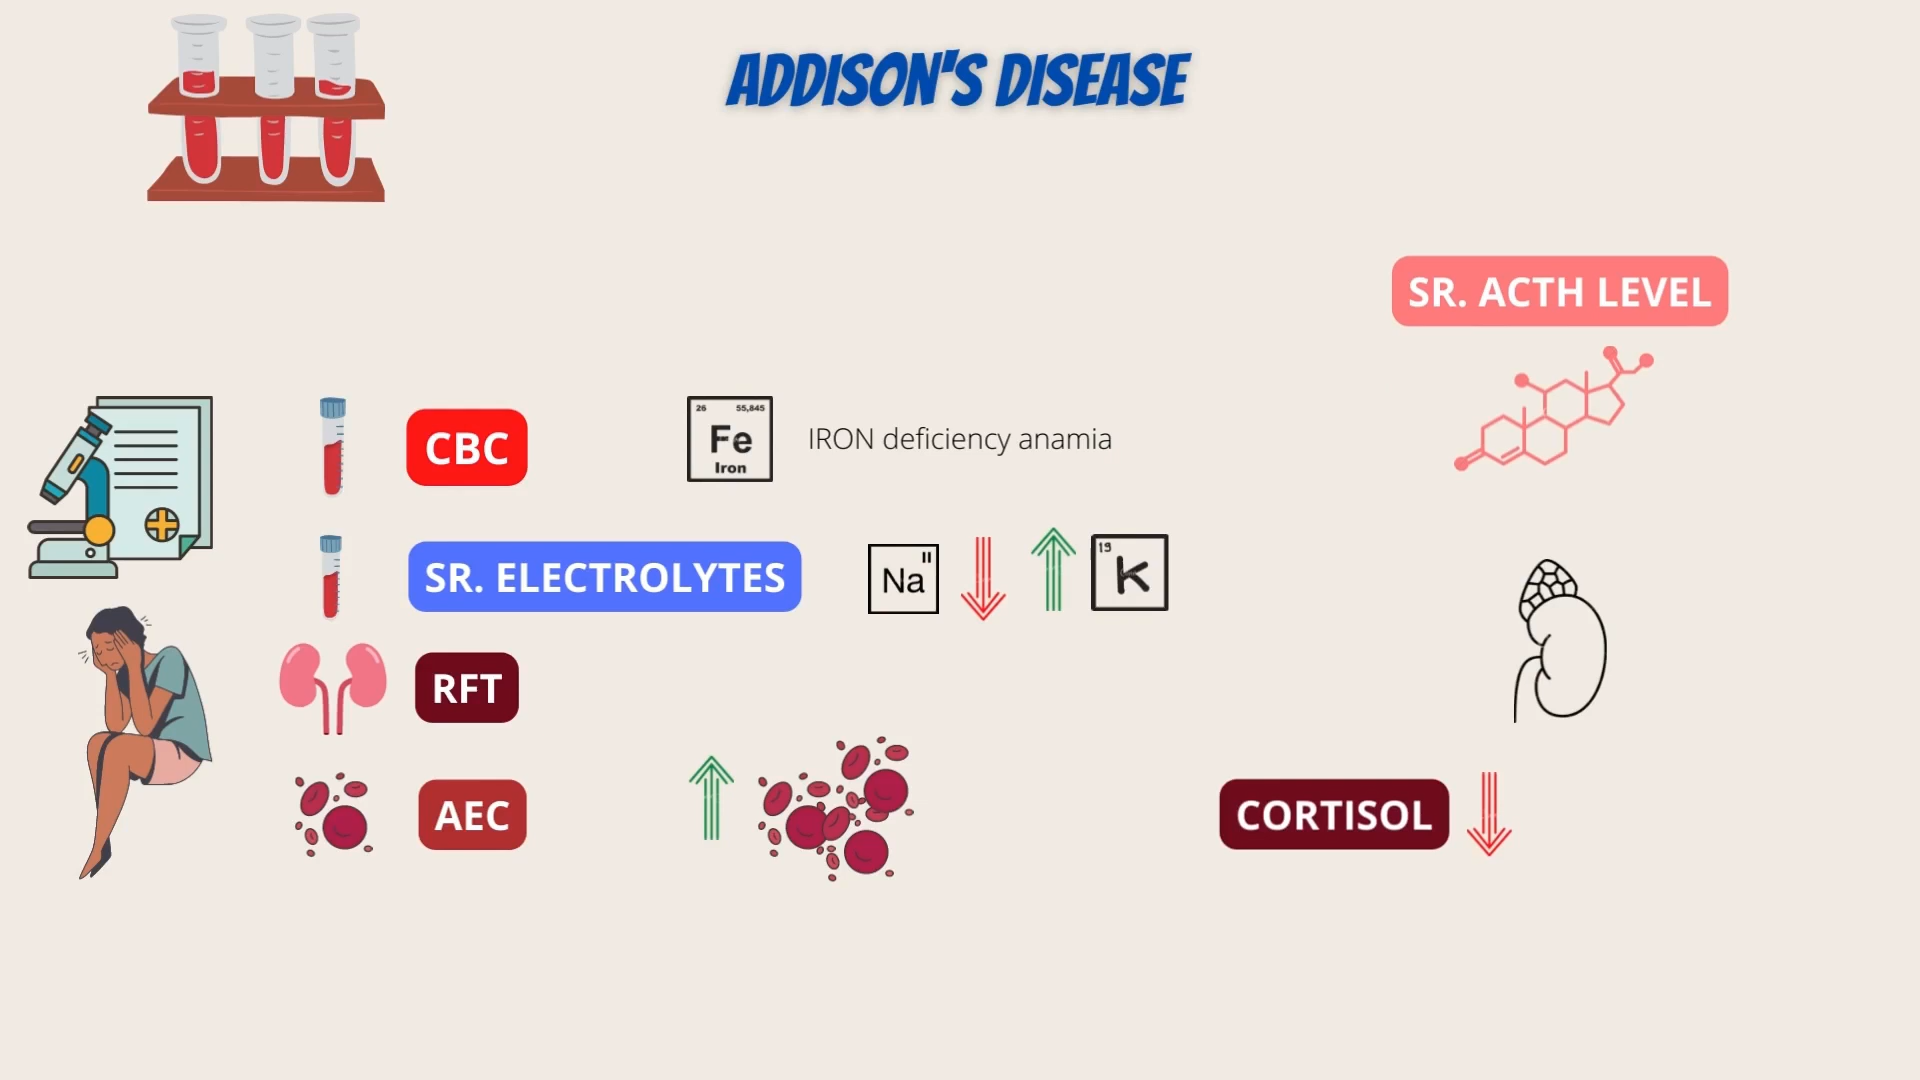 ADDISON'S DISEASE
SR. ACTH LEVEL
CBC
26 55,845
Fe
Iron
IRON deficiency anamia
SR. ELECTROLYTES
Na II
19
K
RFT
AEC
CORTISOL